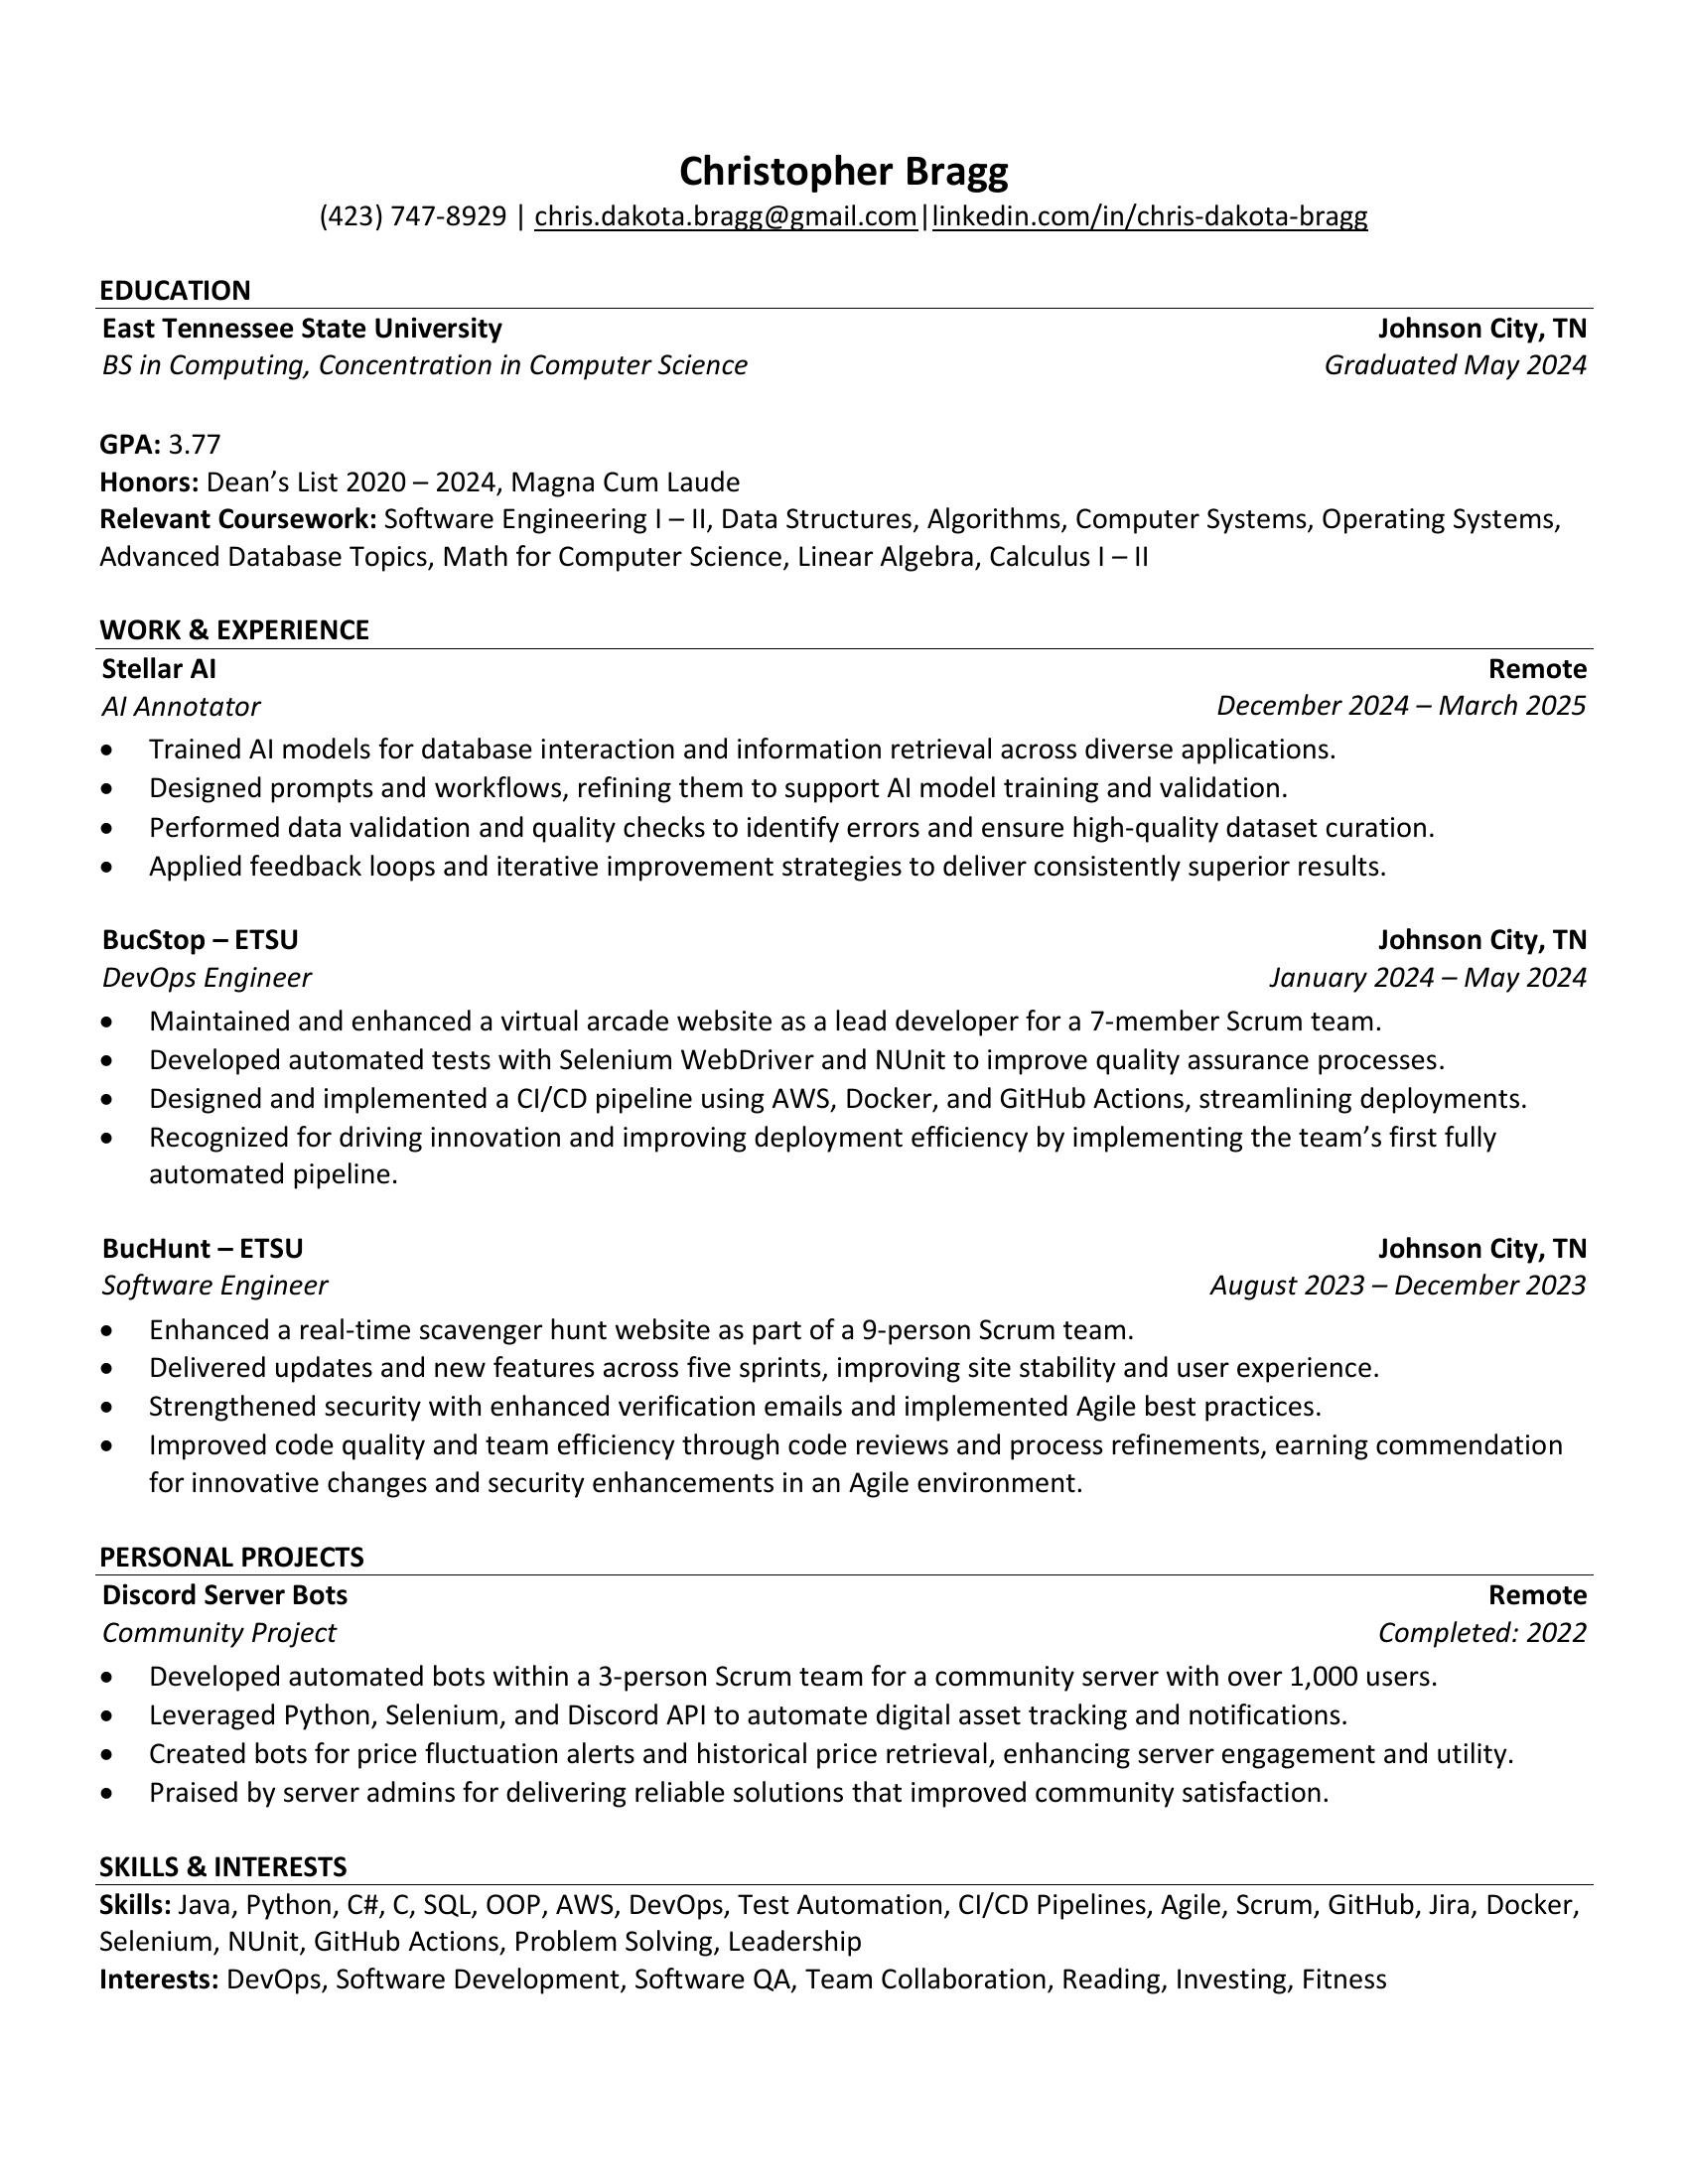 Christopher Bragg
(423) 747-8929 | chris.dakota.bragg@gmail.com|linkedin.com/in/chris-dakota-bragg
EDUCATION
East Tennessee State University Johnson City, TN
BS in Computing, Concentration in Computer Science Graduated May 2024
GPA: 3.77
Honors: Dean’s List 2020 – 2024, Magna Cum Laude
Relevant Coursework: Software Engineering I – II, Data Structures, Algorithms, Computer Systems, Operating Systems,
Advanced Database Topics, Math for Computer Science, Linear Algebra, Calculus I – II
WORK & EXPERIENCE
Stellar AI Remote
AI Annotator December 2024 – March 2025
• Trained AI models for database interaction and information retrieval across diverse applications.
• Designed prompts and workflows, refining them to support AI model training and validation.
• Performed data validation and quality checks to identify errors and ensure high-quality dataset curation.
• Applied feedback loops and iterative improvement strategies to deliver consistently superior results.
BucStop – ETSU Johnson City, TN
DevOps Engineer January 2024 – May 2024
• Maintained and enhanced a virtual arcade website as a lead developer for a 7-member Scrum team.
• Developed automated tests with Selenium WebDriver and NUnit to improve quality assurance processes.
• Designed and implemented a CI/CD pipeline using AWS, Docker, and GitHub Actions, streamlining deployments.
• Recognized for driving innovation and improving deployment efficiency by implementing the team’s first fully
automated pipeline.
BucHunt – ETSU Johnson City, TN
Software Engineer August 2023 – December 2023
• Enhanced a real-time scavenger hunt website as part of a 9-person Scrum team.
• Delivered updates and new features across five sprints, improving site stability and user experience.
• Strengthened security with enhanced verification emails and implemented Agile best practices.
• Improved code quality and team efficiency through code reviews and process refinements, earning commendation
for innovative changes and security enhancements in an Agile environment.
PERSONAL PROJECTS
Discord Server Bots Remote
Community Project Completed: 2022
• Developed automated bots within a 3-person Scrum team for a community server with over 1,000 users.
• Leveraged Python, Selenium, and Discord API to automate digital asset tracking and notifications.
• Created bots for price fluctuation alerts and historical price retrieval, enhancing server engagement and utility.
• Praised by server admins for delivering reliable solutions that improved community satisfaction.
SKILLS & INTERESTS
Skills: Java, Python, C#, C, SQL, OOP, AWS, DevOps, Test Automation, CI/CD Pipelines, Agile, Scrum, GitHub, Jira, Docker,
Selenium, NUnit, GitHub Actions, Problem Solving, Leadership
Interests: DevOps, Software Development, Software QA, Team Collaboration, Reading, Investing, Fitness